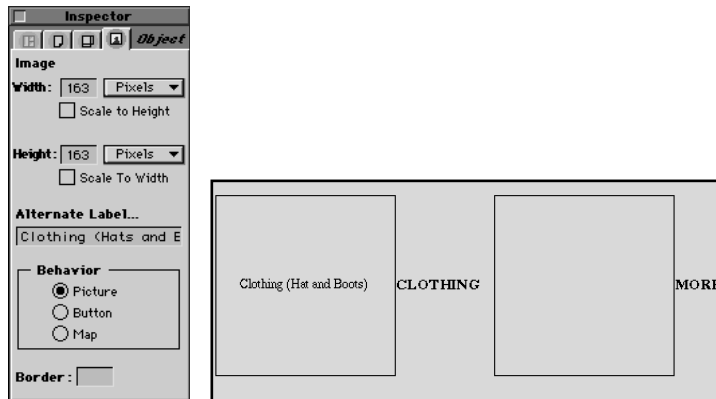 Inspector
Object
Image
Width: 163 Pixels
Scale to Height
Height: 163 Pixels
Scale To Width
Alternate Label...
Clothing (Hats and E
Behavior
Picture
Button
Map
Border:
Clothing (Hat and Boots) CLOTHING MORE